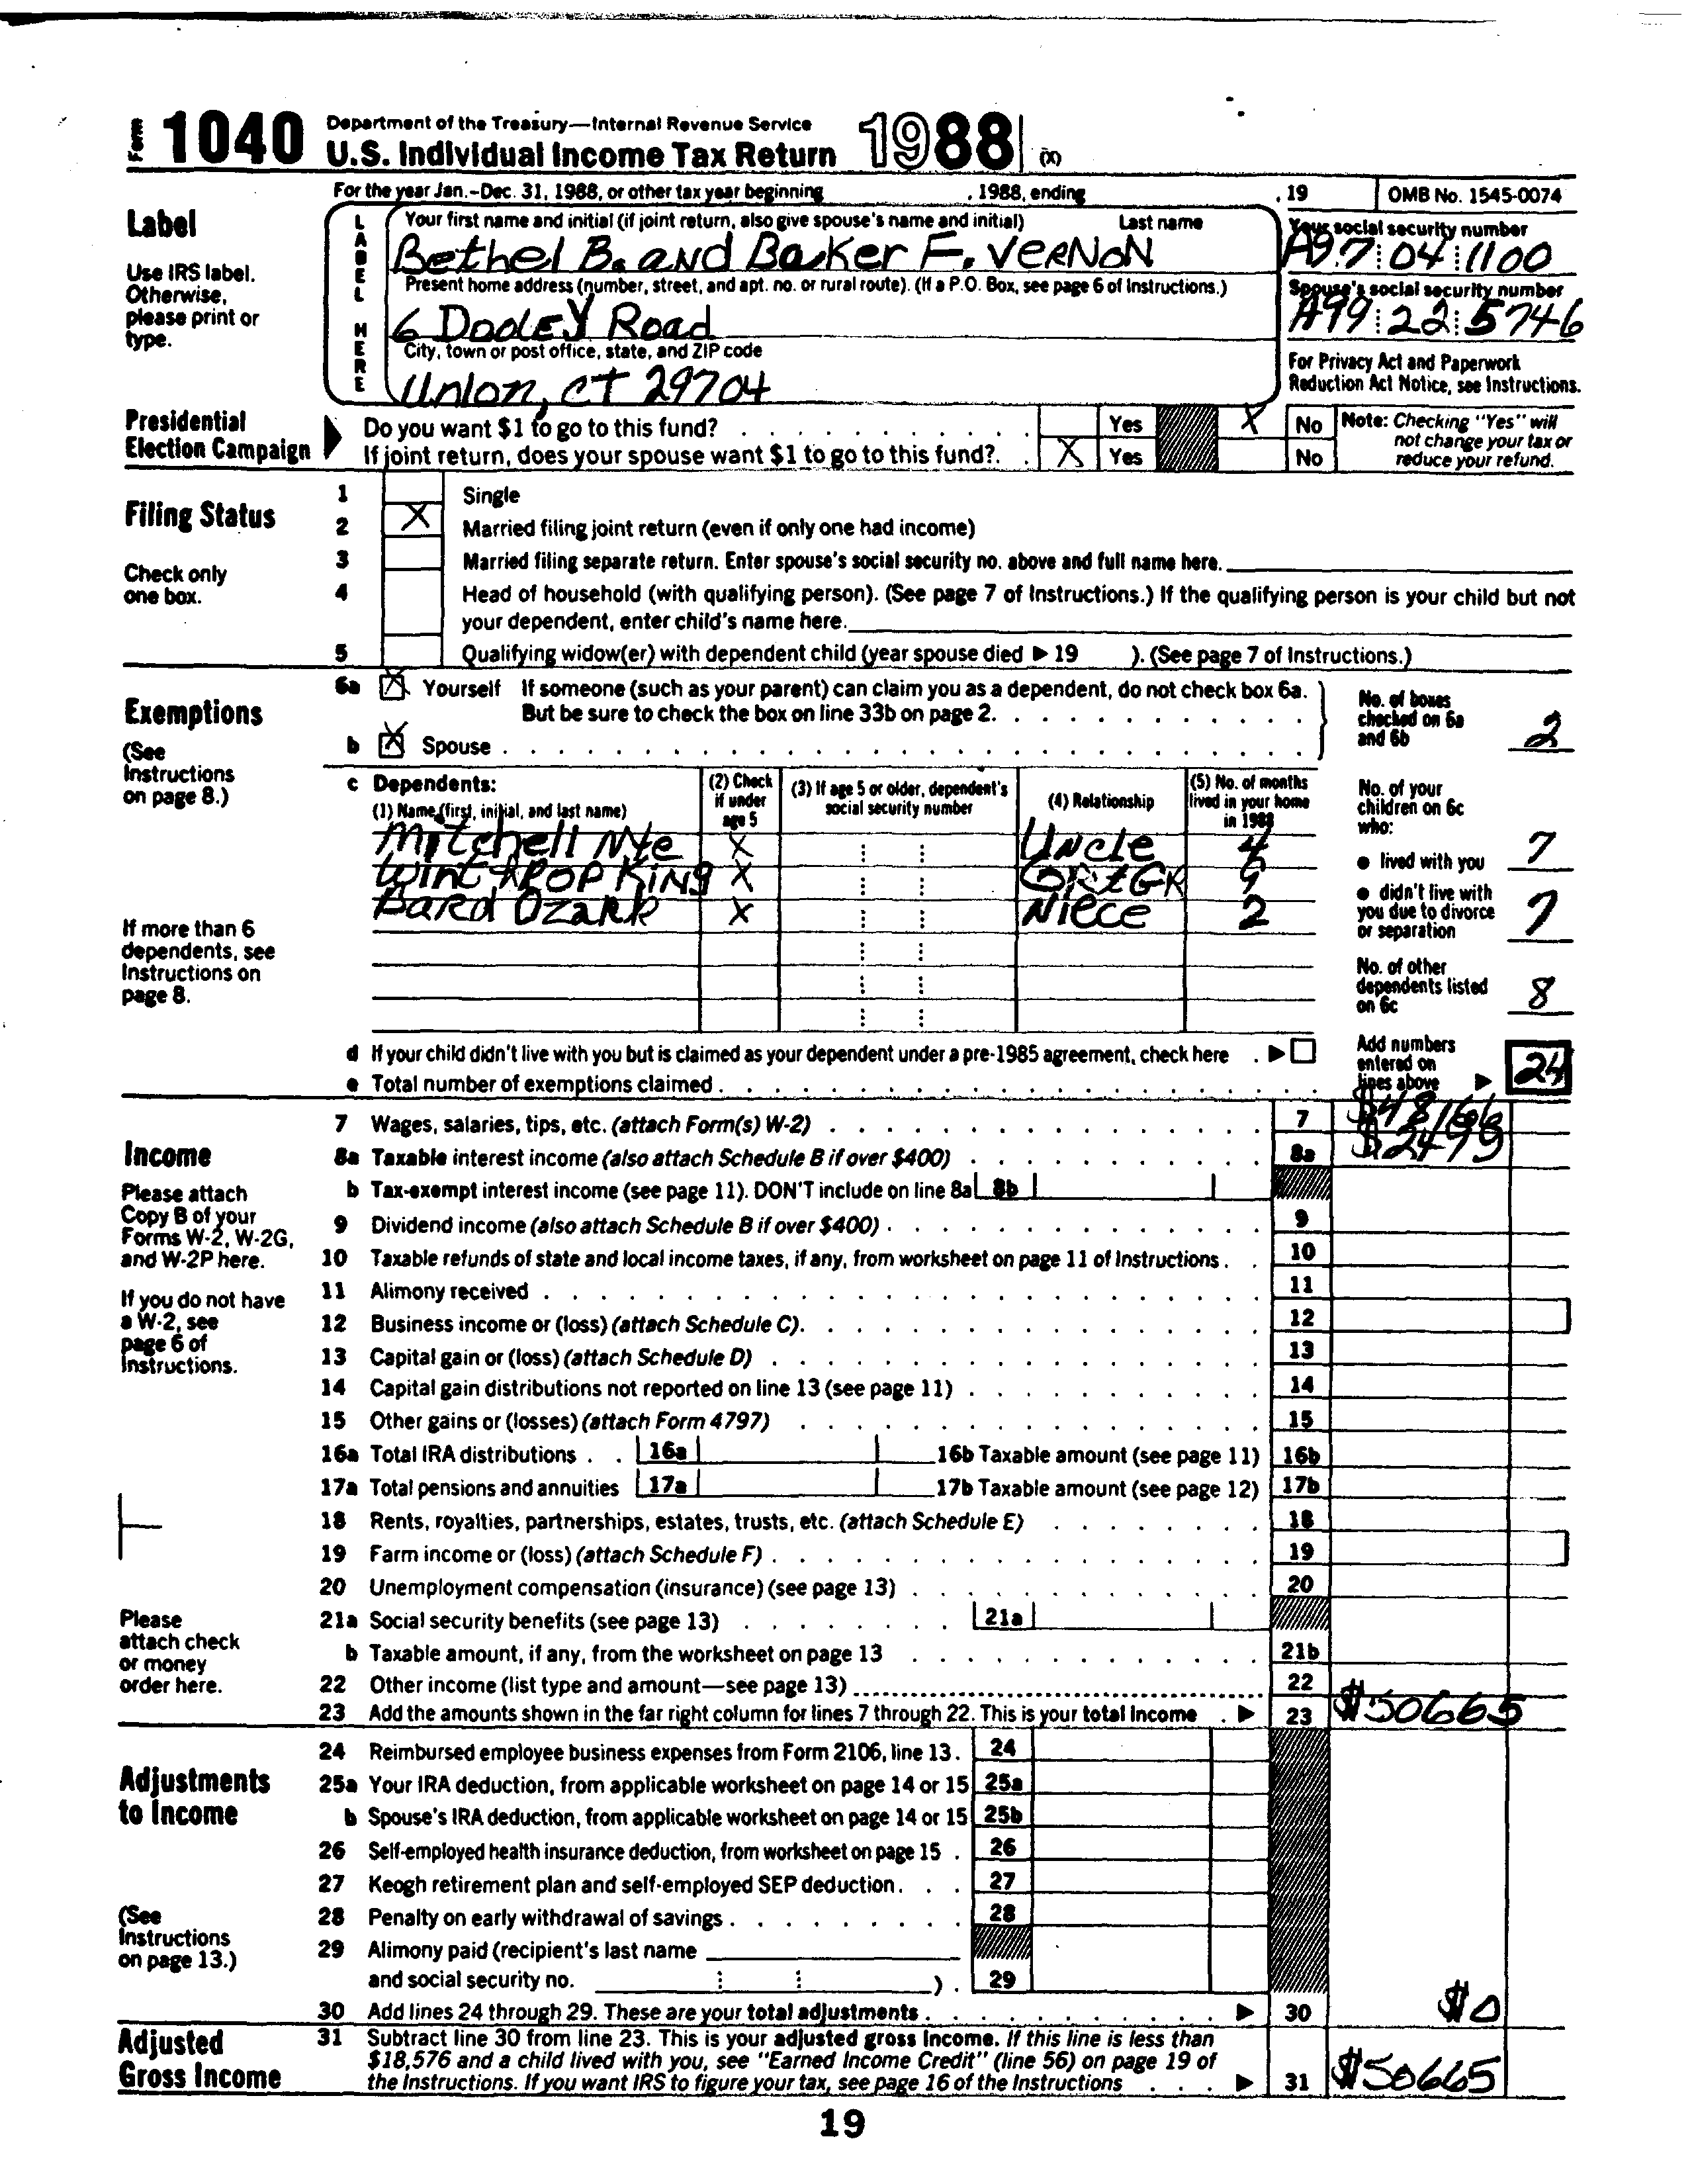 Form 1040 Department of the Treasury—Internal Revenue Service
U.S. Individual Income Tax Return 1988 (X)
For the year Jan.-Dec. 31, 1988, or other tax year beginning , 1988, ending , 19 OMB No. 1545-0074
Label
Use IRS label.
Otherwise,
please print or
type.
LABEL HERE
Your first name and initial (if joint return, also give spouse's name and initial) Last name
Bethel B. and Baker F. VERNON
Present home address (number, street, and apt. no. or rural route). (If a P.O. Box, see page 6 of Instructions.)
6 DooLEY Road
City, town or post office, state, and ZIP code
Union, CT 29704
Your social security number
A97 04 1100
Spouse's social security number
A99 22 5746
For Privacy Act and Paperwork
Reduction Act Notice, see Instructions.
Presidential
Election Campaign
Do you want $1 to go to this fund? Yes X No
If joint return, does your spouse want $1 to go to this fund?. X Yes No
Note: Checking "Yes" will
not change your tax or
reduce your refund.
Filing Status
Check only
one box.
1 Single
2 X Married filing joint return (even if only one had income)
3 Married filing separate return. Enter spouse's social security no. above and full name here.
4 Head of household (with qualifying person). (See page 7 of Instructions.) If the qualifying person is your child but not
your dependent, enter child's name here.
5 Qualifying widow(er) with dependent child (year spouse died ▶ 19 ). (See page 7 of Instructions.)
Exemptions
(See
Instructions
on page 8.)
6a X Yourself If someone (such as your parent) can claim you as a dependent, do not check box 6a.
But be sure to check the box on line 33b on page 2.
b X Spouse
No. of boxes
checked on 6a
and 6b 2
c Dependents:
(1) Name (first, initial, and last name)
(2) Check
if under
age 5
(3) If age 5 or older, dependent's
social security number
(4) Relationship
(5) No. of months
lived in your home
in 1988
Mitchell Nye X Uncle 4
WinthROP KiNG X
Bard Ozark X Niece 2
If more than 6
dependents, see
Instructions on
page 8.
No. of your
children on 6c
who:
● lived with you 7
● didn't live with
you due to divorce
or separation 7
No. of other
dependents listed
on 6c 8
d If your child didn't live with you but is claimed as your dependent under a pre-1985 agreement, check here ▶
e Total number of exemptions claimed
Add numbers
entered on
lines above ▶ 24
Income
Please attach
Copy B of your
Forms W-2, W-2G,
and W-2P here.
If you do not have
a W-2, see
page 6 of
Instructions.
Please
attach check
or money
order here.
7 Wages, salaries, tips, etc. (attach Form(s) W-2) 7 $48166
8a Taxable interest income (also attach Schedule B if over $400) 8a $2499
b Tax-exempt interest income (see page 11). DON'T include on line 8a 8b
9 Dividend income (also attach Schedule B if over $400) 9
10 Taxable refunds of state and local income taxes, if any, from worksheet on page 11 of Instructions 10
11 Alimony received 11
12 Business income or (loss) (attach Schedule C) 12
13 Capital gain or (loss) (attach Schedule D) 13
14 Capital gain distributions not reported on line 13 (see page 11) 14
15 Other gains or (losses) (attach Form 4797) 15
16a Total IRA distributions 16a 16b Taxable amount (see page 11) 16b
17a Total pensions and annuities 17a 17b Taxable amount (see page 12) 17b
18 Rents, royalties, partnerships, estates, trusts, etc. (attach Schedule E) 18
19 Farm income or (loss) (attach Schedule F) 19
20 Unemployment compensation (insurance) (see page 13) 20
21a Social security benefits (see page 13) 21a
b Taxable amount, if any, from the worksheet on page 13 21b
22 Other income (list type and amount—see page 13) 22
23 Add the amounts shown in the far right column for lines 7 through 22. This is your total income ▶ 23 $50665
Adjustments
to Income
(See
Instructions
on page 13.)
24 Reimbursed employee business expenses from Form 2106, line 13. 24
25a Your IRA deduction, from applicable worksheet on page 14 or 15 25a
b Spouse's IRA deduction, from applicable worksheet on page 14 or 15 25b
26 Self-employed health insurance deduction, from worksheet on page 15 26
27 Keogh retirement plan and self-employed SEP deduction 27
28 Penalty on early withdrawal of savings 28
29 Alimony paid (recipient's last name
and social security no. ) 29
30 Add lines 24 through 29. These are your total adjustments ▶ 30 $0
Adjusted
Gross Income
31 Subtract line 30 from line 23. This is your adjusted gross income. If this line is less than
$18,576 and a child lived with you, see "Earned Income Credit" (line 56) on page 19 of
the Instructions. If you want IRS to figure your tax, see page 16 of the Instructions ▶ 31 $50665
19